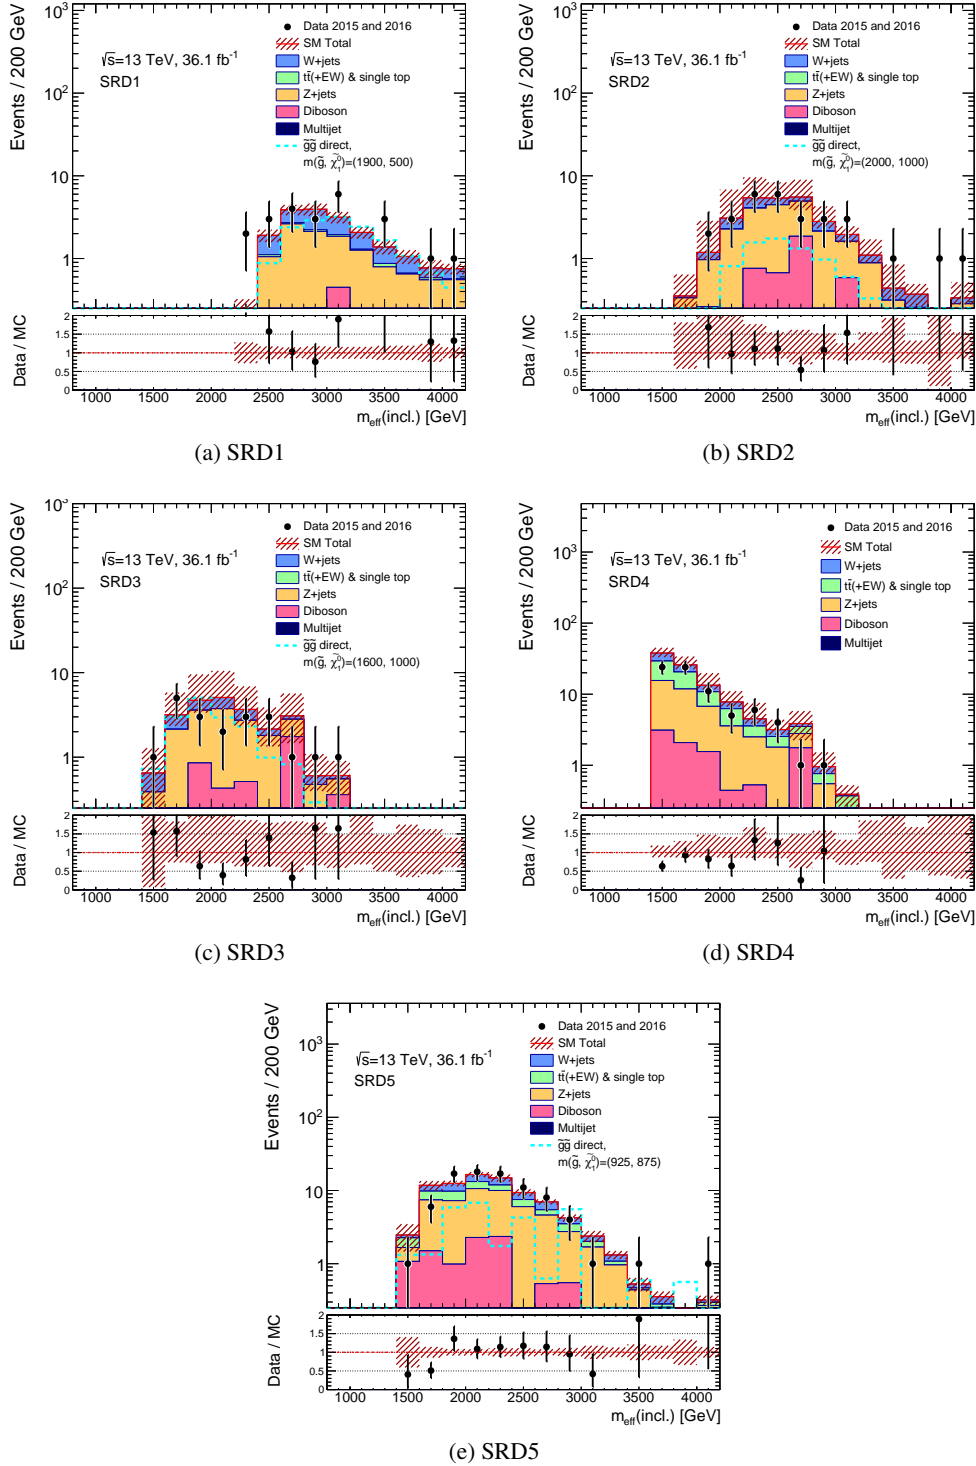 Events / 200 GeV
10³
10²
10
1
√s=13 TeV, 36.1 fb⁻¹
SRD1
Data 2015 and 2016
SM Total
W+jets
tt̄(+EW) & single top
Z+jets
Diboson
Multijet
g̃g̃ direct,
m(g̃, χ̃₁⁰)=(1900, 500)
Data / MC
2
1.5
1
0.5
0
1000 1500 2000 2500 3000 3500 4000
m_eff(incl.) [GeV]
(a) SRD1
Events / 200 GeV
10³
10²
10
1
√s=13 TeV, 36.1 fb⁻¹
SRD2
Data 2015 and 2016
SM Total
W+jets
tt̄(+EW) & single top
Z+jets
Diboson
Multijet
g̃g̃ direct,
m(g̃, χ̃₁⁰)=(2000, 1000)
Data / MC
2
1.5
1
0.5
0
1000 1500 2000 2500 3000 3500 4000
m_eff(incl.) [GeV]
(b) SRD2
Events / 200 GeV
10³
10²
10
1
√s=13 TeV, 36.1 fb⁻¹
SRD3
Data 2015 and 2016
SM Total
W+jets
tt̄(+EW) & single top
Z+jets
Diboson
Multijet
g̃g̃ direct,
m(g̃, χ̃₁⁰)=(1600, 1000)
Data / MC
2
1.5
1
0.5
0
1000 1500 2000 2500 3000 3500 4000
m_eff(incl.) [GeV]
(c) SRD3
Events / 200 GeV
10³
10²
10
1
√s=13 TeV, 36.1 fb⁻¹
SRD4
Data 2015 and 2016
SM Total
W+jets
tt̄(+EW) & single top
Z+jets
Diboson
Multijet
Data / MC
2
1.5
1
0.5
0
1000 1500 2000 2500 3000 3500 4000
m_eff(incl.) [GeV]
(d) SRD4
Events / 200 GeV
10³
10²
10
1
√s=13 TeV, 36.1 fb⁻¹
SRD5
Data 2015 and 2016
SM Total
W+jets
tt̄(+EW) & single top
Z+jets
Diboson
Multijet
g̃g̃ direct,
m(g̃, χ̃₁⁰)=(925, 875)
Data / MC
2
1.5
1
0.5
0
1000 1500 2000 2500 3000 3500 4000
m_eff(incl.) [GeV]
(e) SRD5